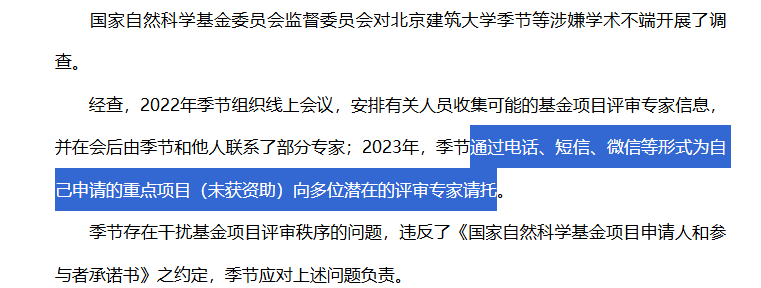 国家自然科学基金委员会监督委员会对北京建筑大学季节等涉嫌学术不端开展了调
查。
经查，2022年季节组织线上会议，安排有关人员收集可能的基金项目评审专家信息，
并在会后由季节和他人联系了部分专家；2023年，季节通过电话、短信、微信等形式为自
己申请的重点项目（未获资助）向多位潜在的评审专家请托。
季节存在干扰基金项目评审秩序的问题，违反了《国家自然科学基金项目申请人和参
与者承诺书》之约定，季节应对上述问题负责。